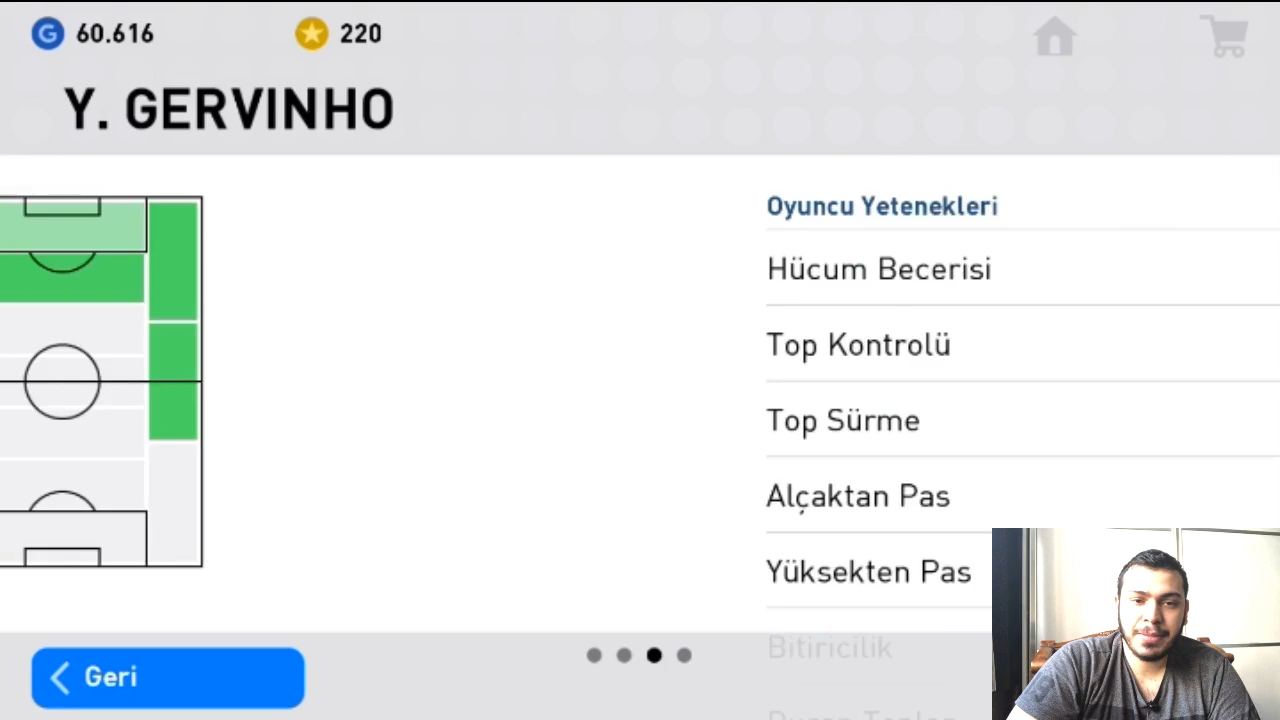 60.616
220
Y. GERVINHO
Oyuncu Yetenekleri
Hücum Becerisi
Top Kontrolü
Top Sürme
Alçaktan Pas
Yüksekten Pas
Bitiricilik
Geri